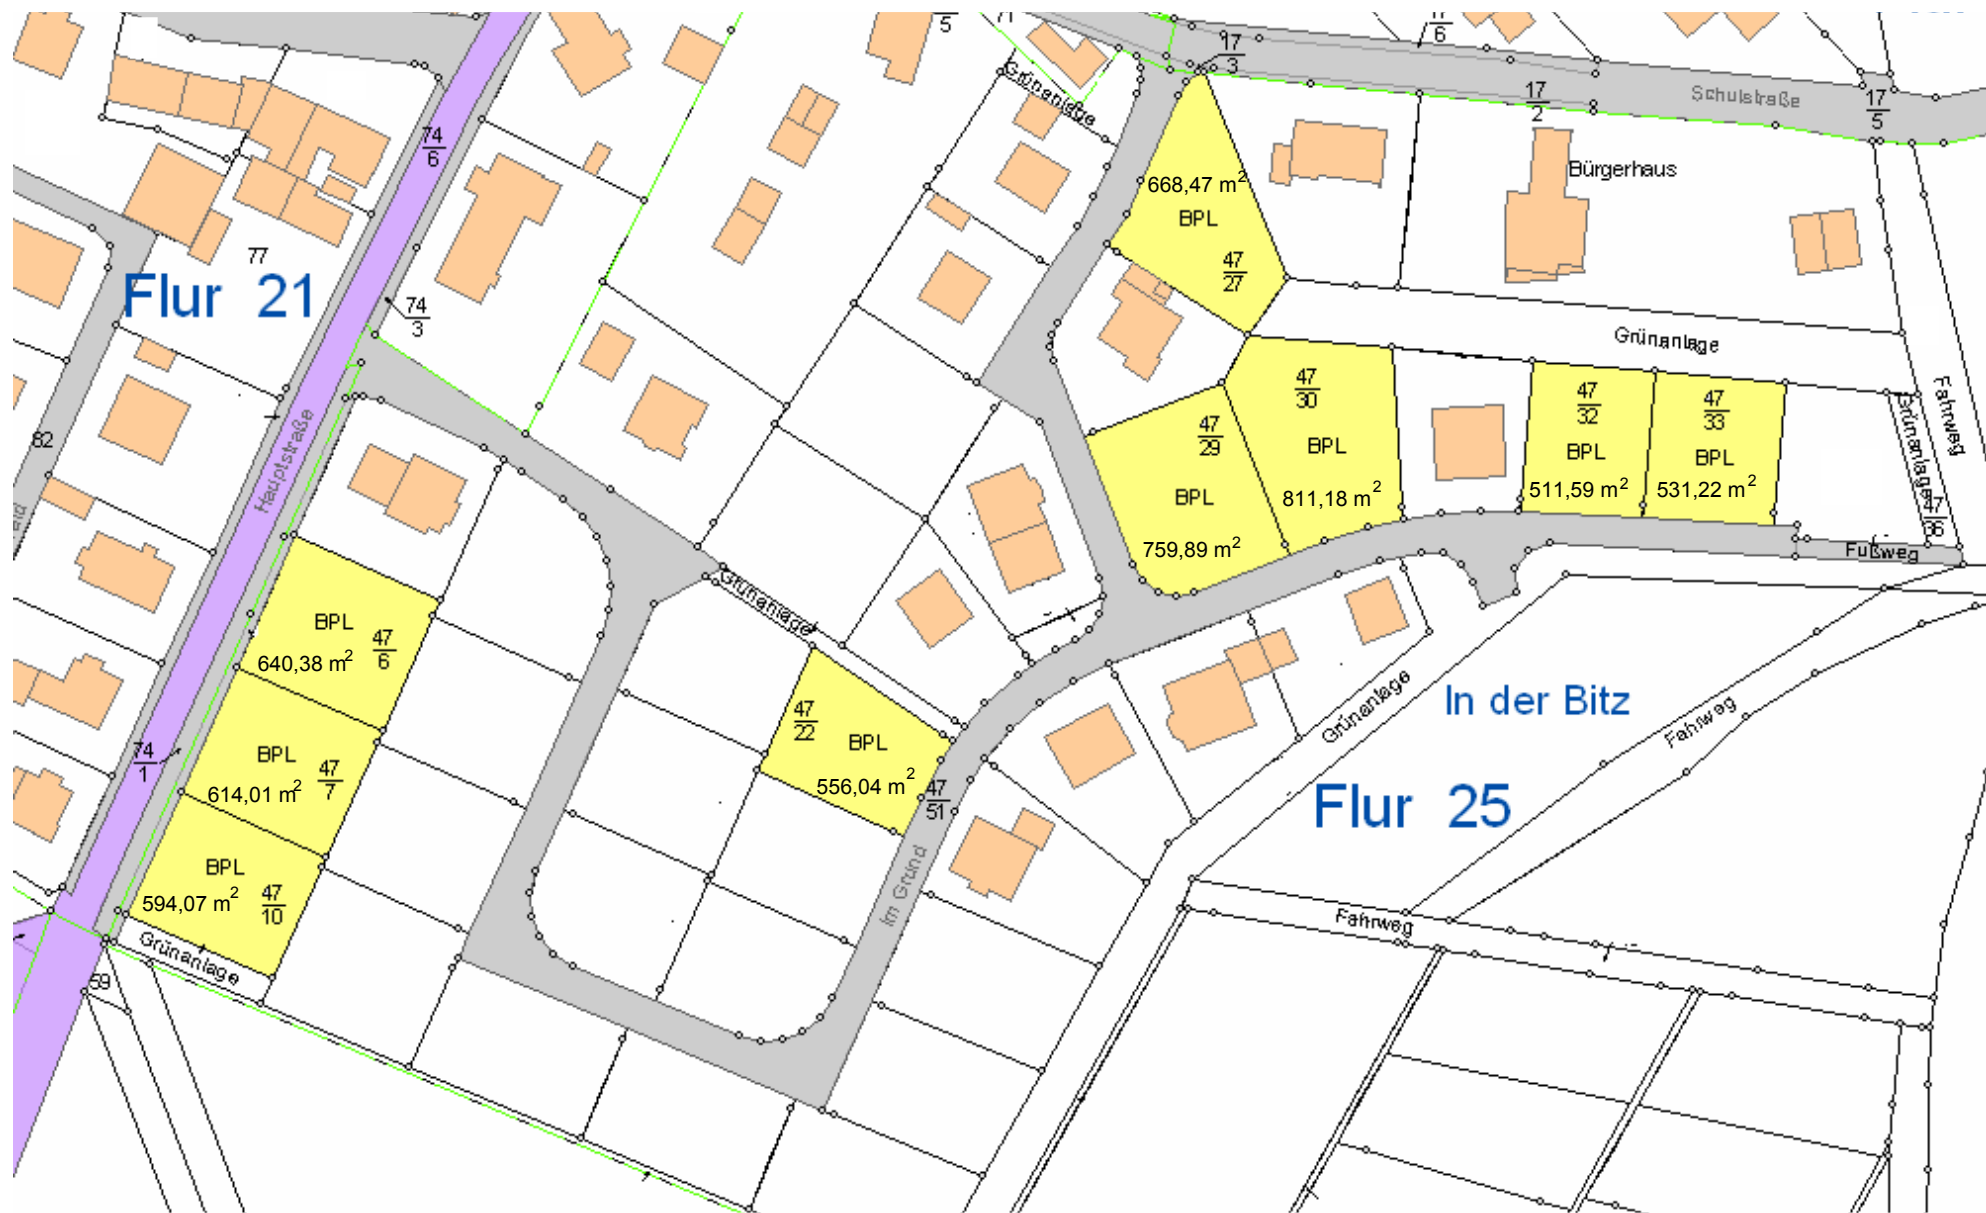 5
71
17
6
17
3
Grünanlage
17
2
Schulstraße
17
5
74
6
Bürgerhaus
668,47 m²
BPL
47
27
77
Flur 21
74
3
Grünanlage
47
30
47
32
47
33
Grünanlage
Fahrweg
Hauptstraße
82
47
29
BPL
BPL
BPL
BPL
811,18 m²
511,59 m²
531,22 m²
759,89 m²
Fußweg
Grünanlage
BPL
47
6
640,38 m²
47
22
BPL
556,04 m²
Grünanlage
In der Bitz
Fahrweg
74
1
BPL
47
7
614,01 m²
47
51
Flur 25
BPL
594,07 m²
47
10
Im Grund
Grünanlage
Fahrweg
59